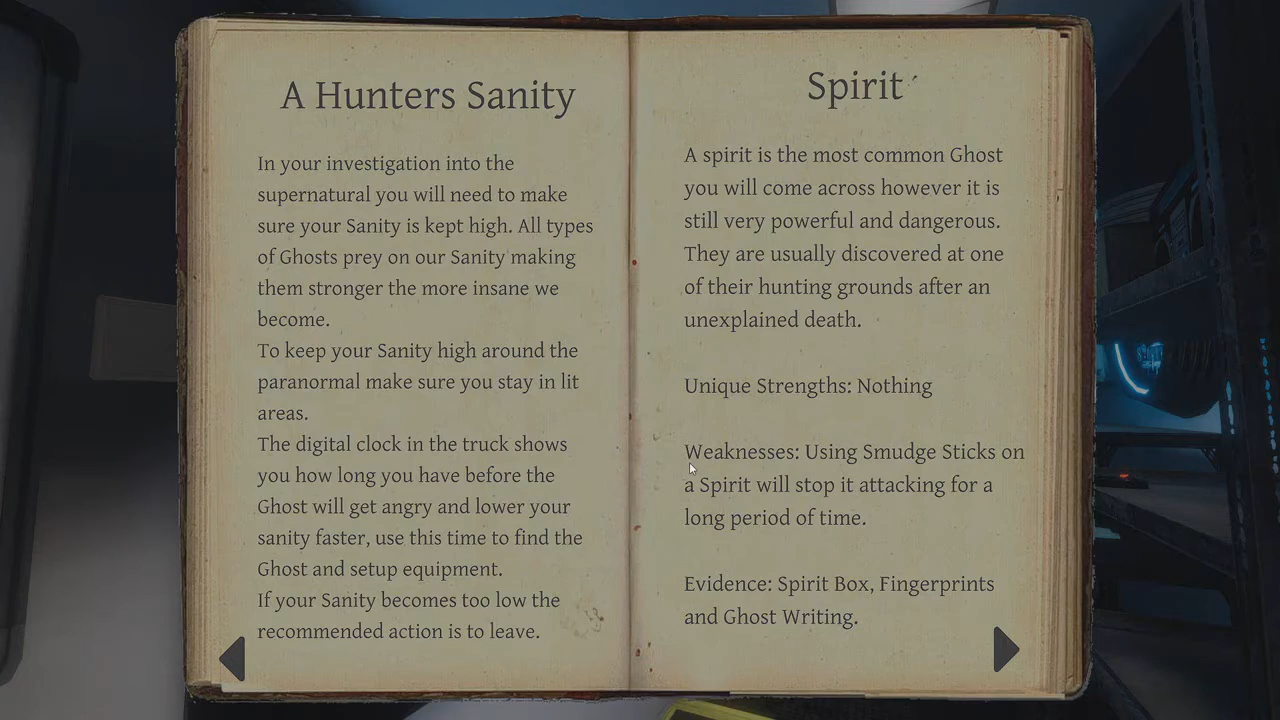 A Hunters Sanity
In your investigation into the
supernatural you will need to make
sure your Sanity is kept high. All types
of Ghosts prey on our Sanity making
them stronger the more insane we
become.
To keep your Sanity high around the
paranormal make sure you stay in lit
areas.
The digital clock in the truck shows
you how long you have before the
Ghost will get angry and lower your
sanity faster, use this time to find the
Ghost and setup equipment.
If your Sanity becomes too low the
recommended action is to leave.
Spirit
A spirit is the most common Ghost
you will come across however it is
still very powerful and dangerous.
They are usually discovered at one
of their hunting grounds after an
unexplained death.
Unique Strengths: Nothing
Weaknesses: Using Smudge Sticks on
a Spirit will stop it attacking for a
long period of time.
Evidence: Spirit Box, Fingerprints
and Ghost Writing.